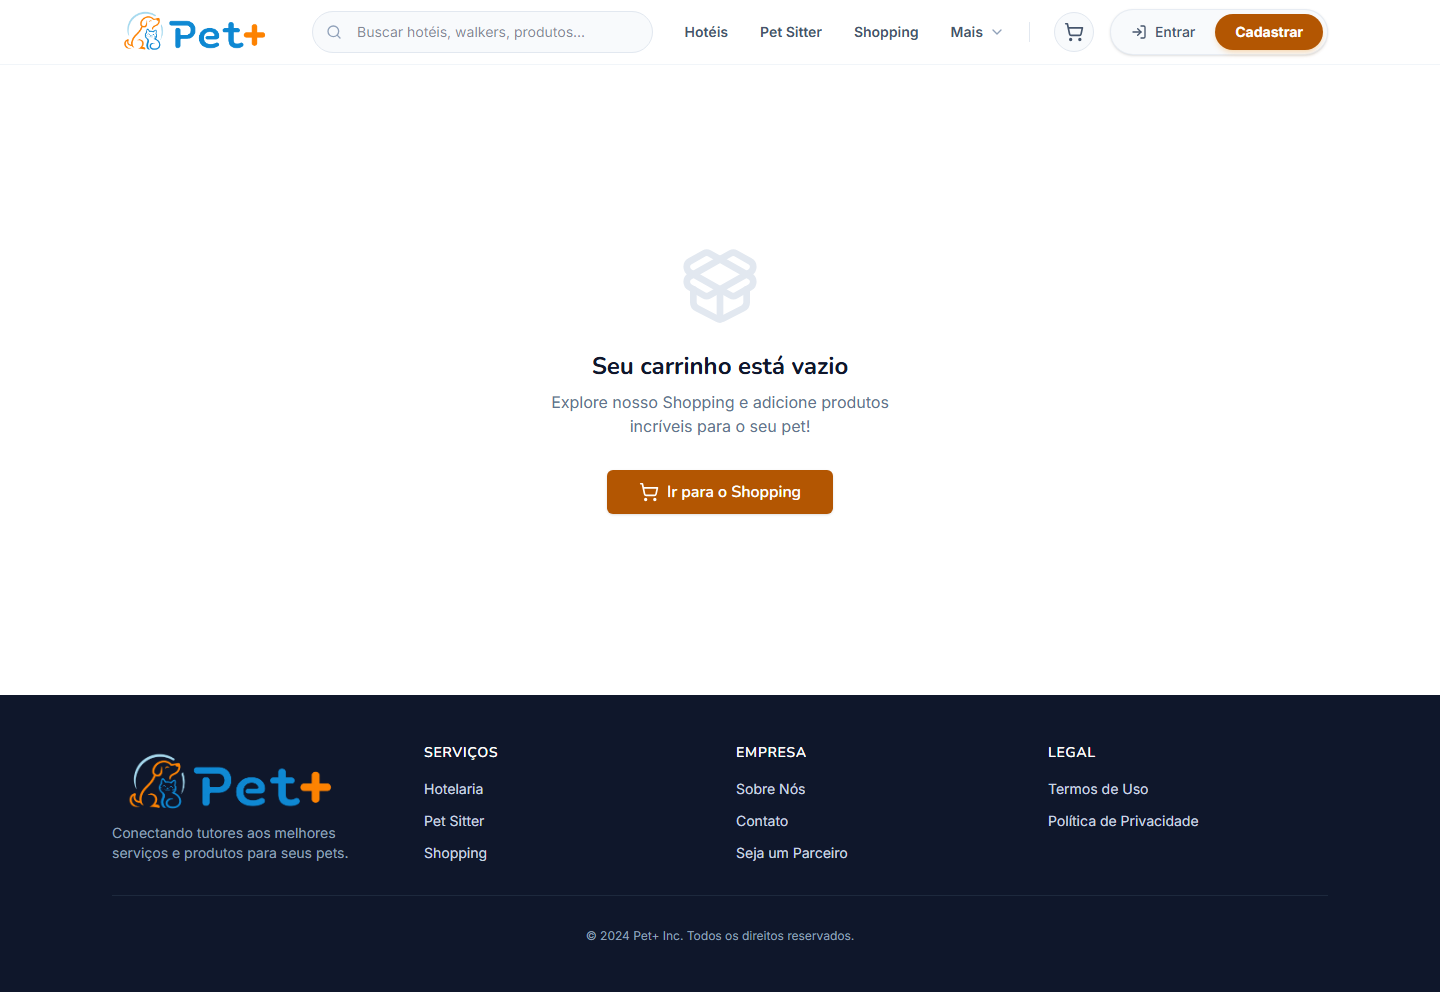 Pet+
Buscar hotéis, walkers, produtos...
Hotéis
Pet Sitter
Shopping
Mais
Entrar
Cadastrar
Seu carrinho está vazio
Explore nosso Shopping e adicione produtos
incríveis para o seu pet!
Ir para o Shopping
Pet+
Conectando tutores aos melhores
serviços e produtos para seus pets.
SERVIÇOS
Hotelaria
Pet Sitter
Shopping
EMPRESA
Sobre Nós
Contato
Seja um Parceiro
LEGAL
Termos de Uso
Política de Privacidade
© 2024 Pet+ Inc. Todos os direitos reservados.